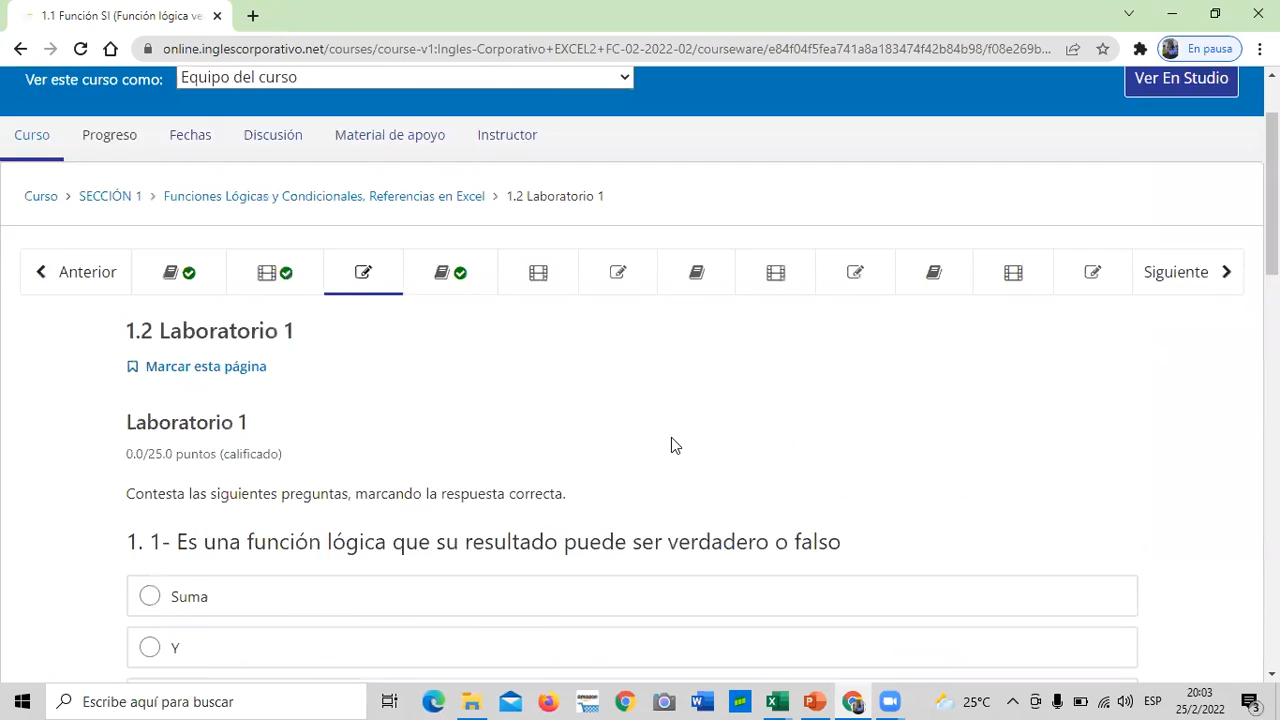 1.1 Función SI (Función lógica ve
online.inglescorporativo.net/courses/course-v1:Ingles-Corporativo+EXCEL2+FC-02-2022-02/courseware/e84f04f5fea741a8a183474f42b84b98/f08e269b...
En pausa
Ver este curso como:
Equipo del curso
Ver En Studio
Curso
Progreso
Fechas
Discusión
Material de apoyo
Instructor
Curso > SECCIÓN 1 > Funciones Lógicas y Condicionales, Referencias en Excel > 1.2 Laboratorio 1
Anterior
Siguiente
1.2 Laboratorio 1
Marcar esta página
Laboratorio 1
0.0/25.0 puntos (calificado)
Contesta las siguientes preguntas, marcando la respuesta correcta.
1. 1- Es una función lógica que su resultado puede ser verdadero o falso
Suma
Y
Escribe aquí para buscar
amazon
25°C
ESP
20:03
25/2/2022
3